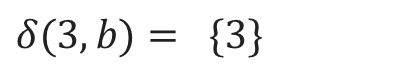 δ(3, b) = {3}